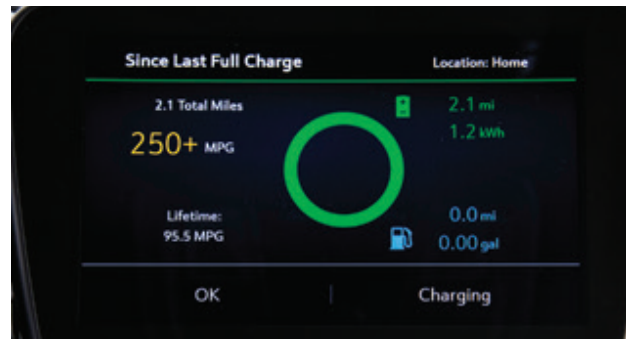 Since Last Full Charge
Location: Home
2.1 Total Miles
250+ MPG
2.1 mi
1.2 kWh
Lifetime:
95.5 MPG
0.0 mi
0.00 gal
OK
Charging